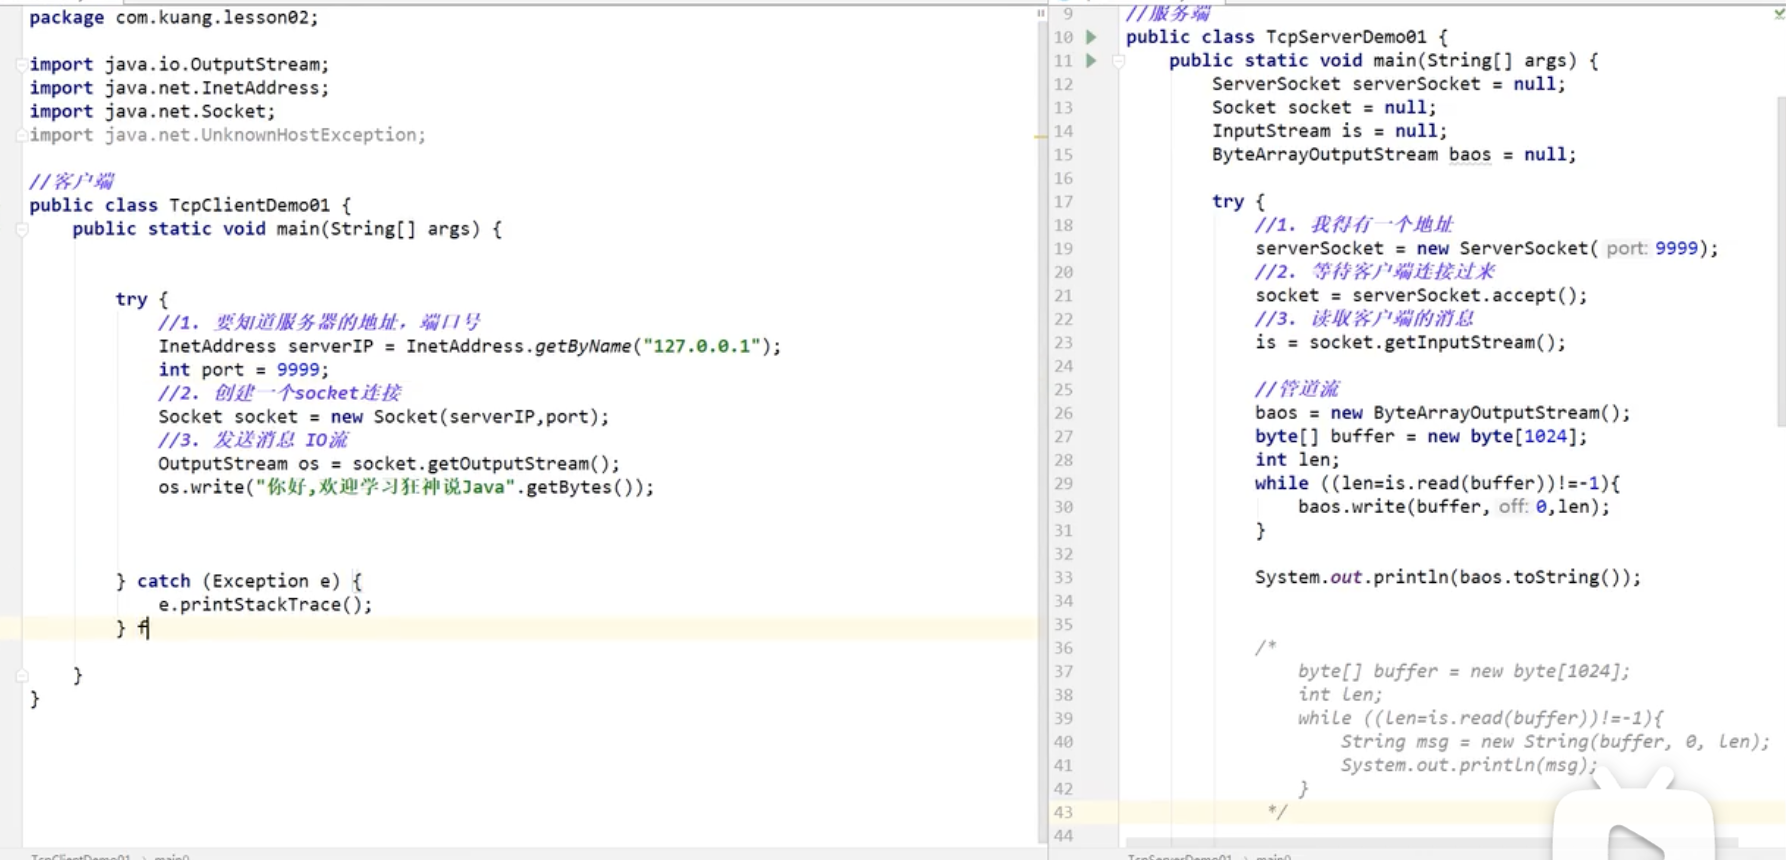 package com.kuang.lesson02;
import java.io.OutputStream;
import java.net.InetAddress;
import java.net.Socket;
import java.net.UnknownHostException;
//客户端
public class TcpClientDemo01 {
public static void main(String[] args) {
try {
//1. 要知道服务器的地址，端口号
InetAddress serverIP = InetAddress.getByName("127.0.0.1");
int port = 9999;
//2. 创建一个socket连接
Socket socket = new Socket(serverIP,port);
//3. 发送消息 IO流
OutputStream os = socket.getOutputStream();
os.write("你好,欢迎学习狂神说Java".getBytes());
} catch (Exception e) {
e.printStackTrace();
} f
}
}
9 //服务端
10 public class TcpServerDemo01 {
11 public static void main(String[] args) {
12 ServerSocket serverSocket = null;
13 Socket socket = null;
14 InputStream is = null;
15 ByteArrayOutputStream baos = null;
16
17 try {
18 //1. 我得有一个地址
19 serverSocket = new ServerSocket( port: 9999);
20 //2. 等待客户端连接过来
21 socket = serverSocket.accept();
22 //3. 读取客户端的消息
23 is = socket.getInputStream();
24
25 //管道流
26 baos = new ByteArrayOutputStream();
27 byte[] buffer = new byte[1024];
28 int len;
29 while ((len=is.read(buffer))!=-1){
30 baos.write(buffer, off: 0,len);
31 }
32
33 System.out.println(baos.toString());
34
35
36 /*
37 byte[] buffer = new byte[1024];
38 int len;
39 while ((len=is.read(buffer))!=-1){
40 String msg = new String(buffer, 0, len);
41 System.out.println(msg);
42 }
43 */
44